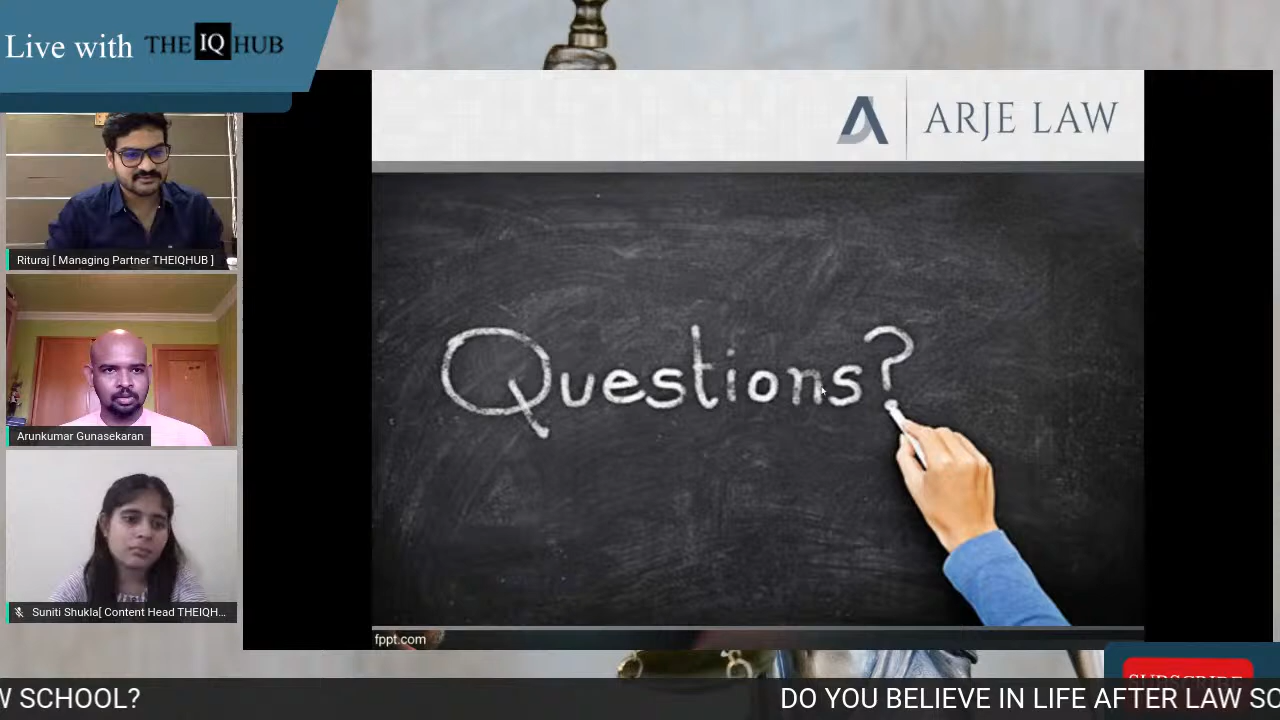 Live with THE IQ HUB
ARJE LAW
Rituraj [ Managing Partner THEIQHUB ]
Questions?
Arunkumar Gunasekaran
Suniti Shukla[ Content Head THEIQH...
fppt.com
SUBSCRIBE
W SCHOOL?
DO YOU BELIEVE IN LIFE AFTER LAW SC